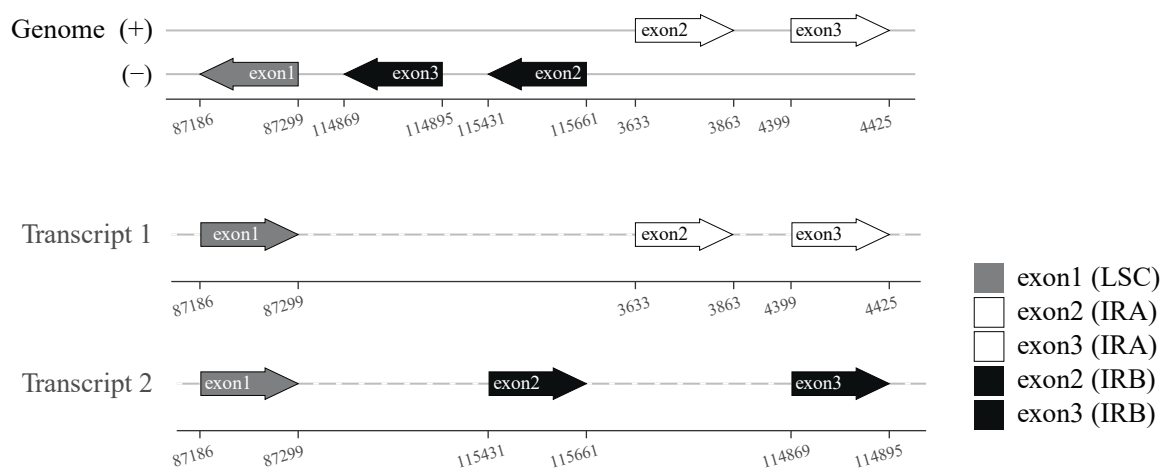 Genome (+) exon2 exon3
(−) exon1 exon3 exon2
87186 87299 114869 114895 115431 115661 3633 3863 4399 4425
Transcript 1 exon1 exon2 exon3
87186 87299 3633 3863 4399 4425
exon1 (LSC)
exon2 (IRA)
exon3 (IRA)
exon2 (IRB)
exon3 (IRB)
Transcript 2 exon1 exon2 exon3
87186 87299 115431 115661 114869 114895